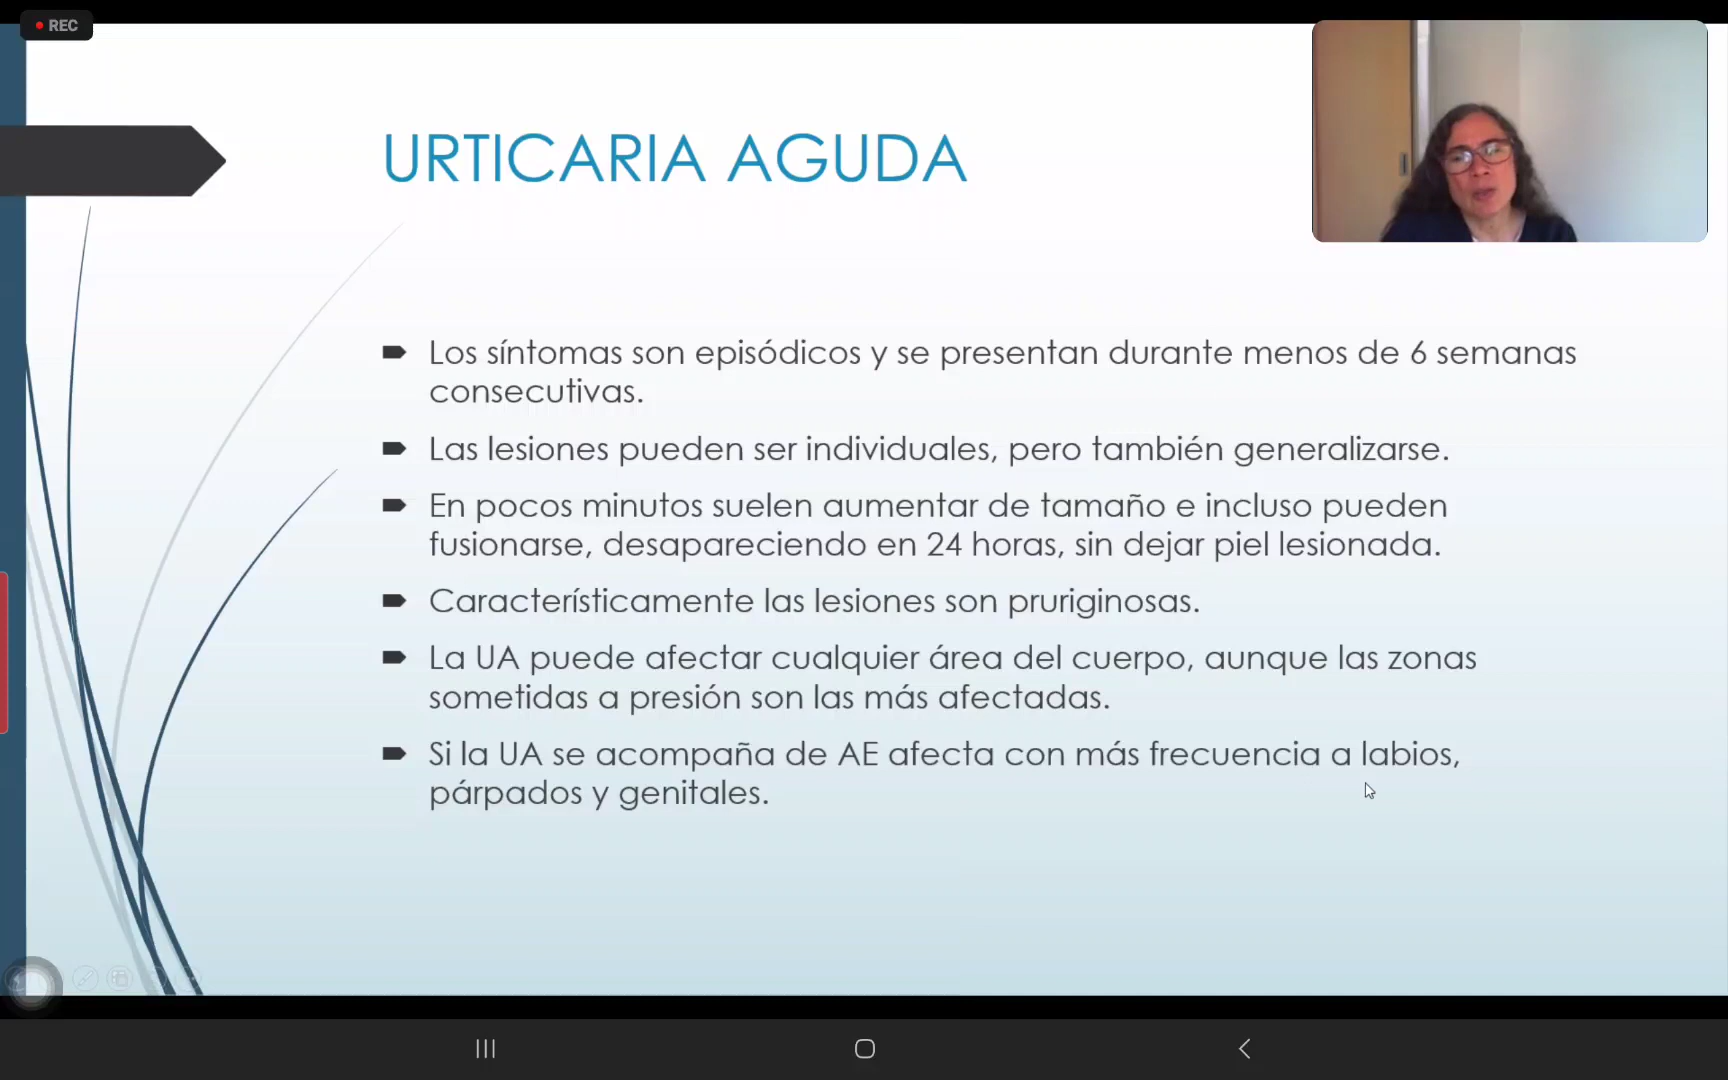 REC
URTICARIA AGUDA
Los síntomas son episódicos y se presentan durante menos de 6 semanas
consecutivas.
Las lesiones pueden ser individuales, pero también generalizarse.
En pocos minutos suelen aumentar de tamaño e incluso pueden
fusionarse, desapareciendo en 24 horas, sin dejar piel lesionada.
Característicamente las lesiones son pruriginosas.
La UA puede afectar cualquier área del cuerpo, aunque las zonas
sometidas a presión son las más afectadas.
Si la UA se acompaña de AE afecta con más frecuencia a labios,
párpados y genitales.